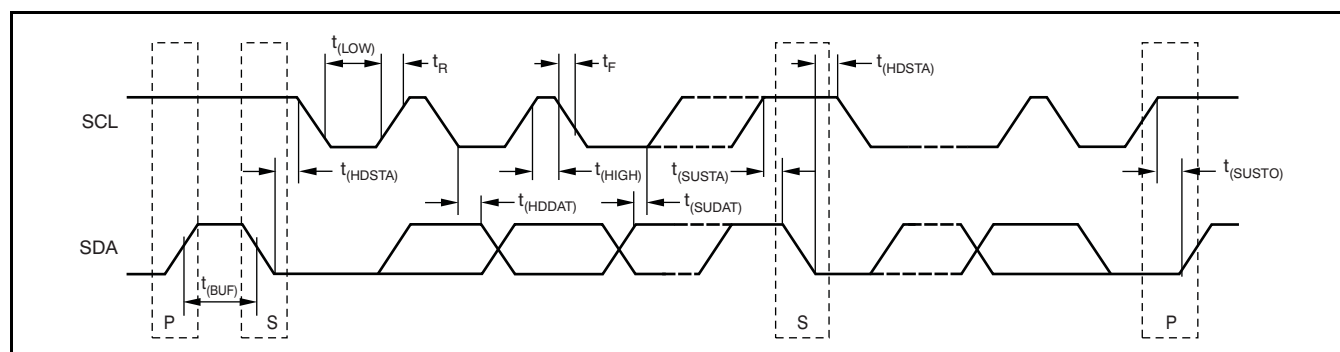 t(LOW)
tR
tF
t(HDSTA)
SCL
t(HDSTA)
t(HIGH)
t(SUSTA)
t(SUSTO)
t(HDDAT)
t(SUDAT)
SDA
t(BUF)
P
S
S
P